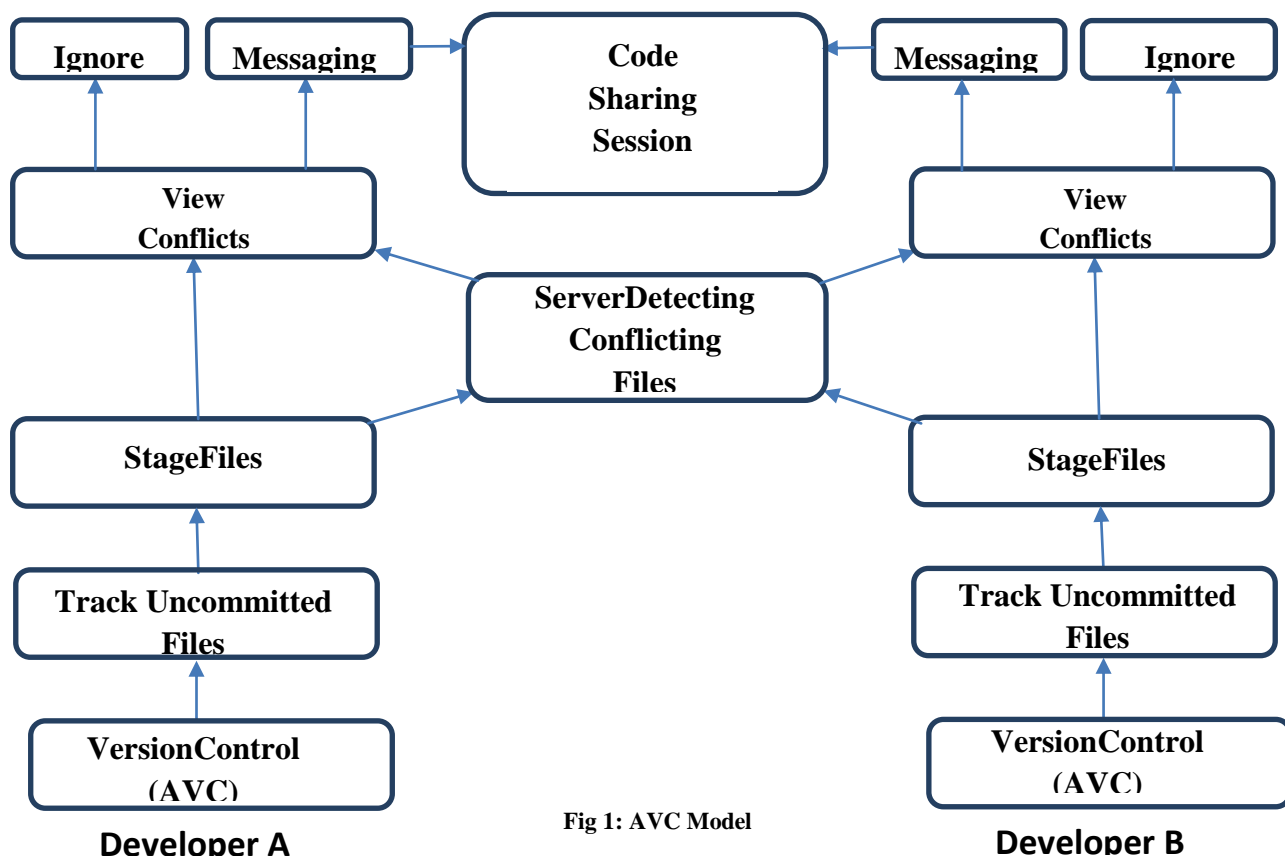 Ignore
Messaging
Code
Sharing
Session
Messaging
Ignore
View
Conflicts
View
Conflicts
ServerDetecting
Conflicting
Files
StageFiles
StageFiles
Track Uncommitted
Files
Track Uncommitted
Files
VersionControl
(AVC)
VersionControl
(AVC)
Fig 1: AVC Model
Developer A
Developer B